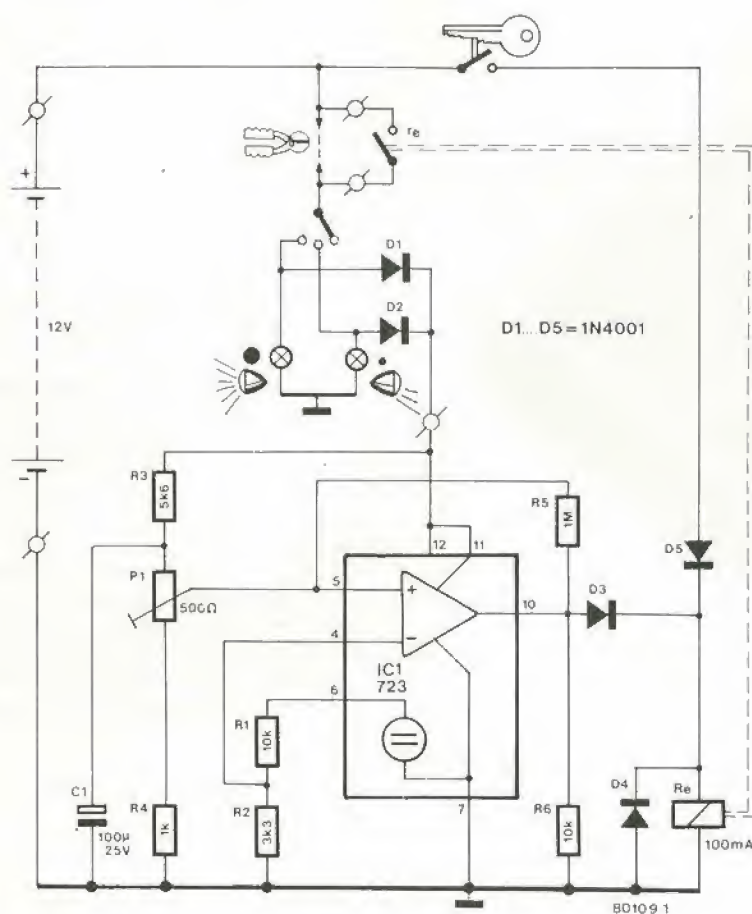 re
+
D1
D2
D1....D5=1N4001
12V
-
R3
5k6
R5
1M
12
11
D5
P1
500Ω
5
+
10
D3
4
-
IC1
723
6
R1
10k
C1
100µ
25V
R4
1k
R2
3k3
7
R6
10k
D4
Re
100mA
80109 1